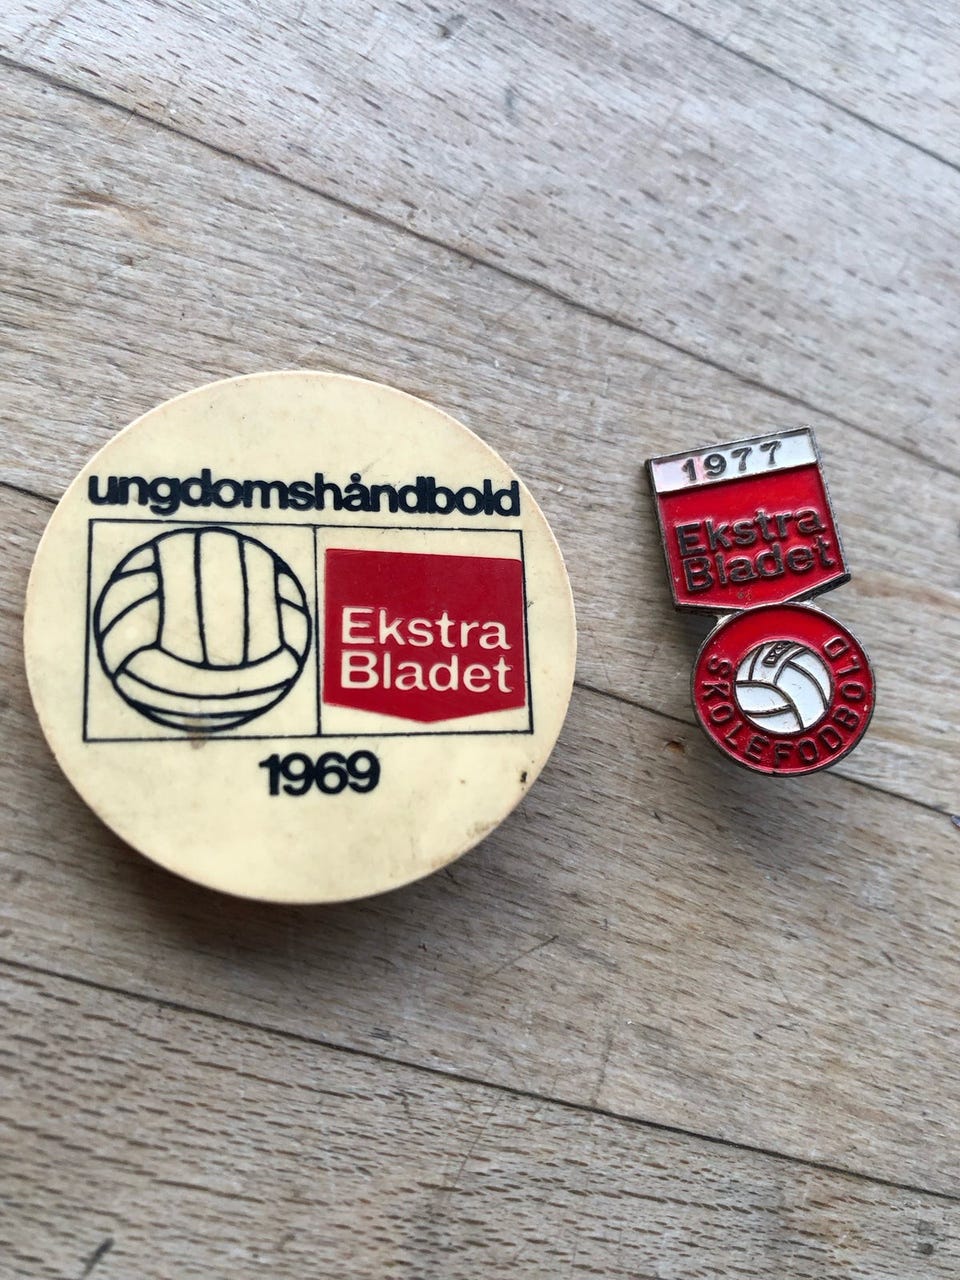 ungdomshåndbold
Ekstra
Bladet
1969
1977
Ekstra
Bladet
SKOLEFODBOLD